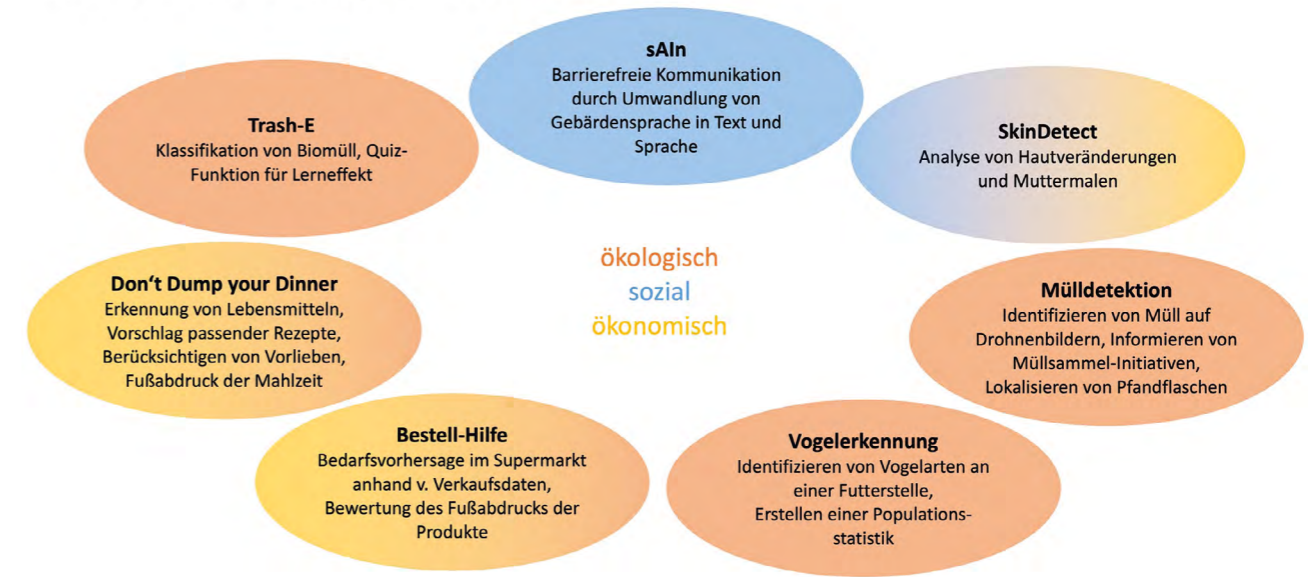 sAIn
Barrierefreie Kommunikation
durch Umwandlung von
Gebärdensprache in Text und
Sprache
Trash-E
Klassifikation von Biomüll, Quiz-
Funktion für Lerneffekt
SkinDetect
Analyse von Hautveränderungen
und Muttermalen
ökologisch
sozial
ökonomisch
Don‘t Dump your Dinner
Erkennung von Lebensmitteln,
Vorschlag passender Rezepte,
Berücksichtigen von Vorlieben,
Fußabdruck der Mahlzeit
Mülldetektion
Identifizieren von Müll auf
Drohnenbildern, Informieren von
Müllsammel-Initiativen,
Lokalisieren von Pfandflaschen
Bestell-Hilfe
Bedarfsvorhersage im Supermarkt
anhand v. Verkaufsdaten,
Bewertung des Fußabdrucks der
Produkte
Vogelerkennung
Identifizieren von Vogelarten an
einer Futterstelle,
Erstellen einer Populations-
statistik